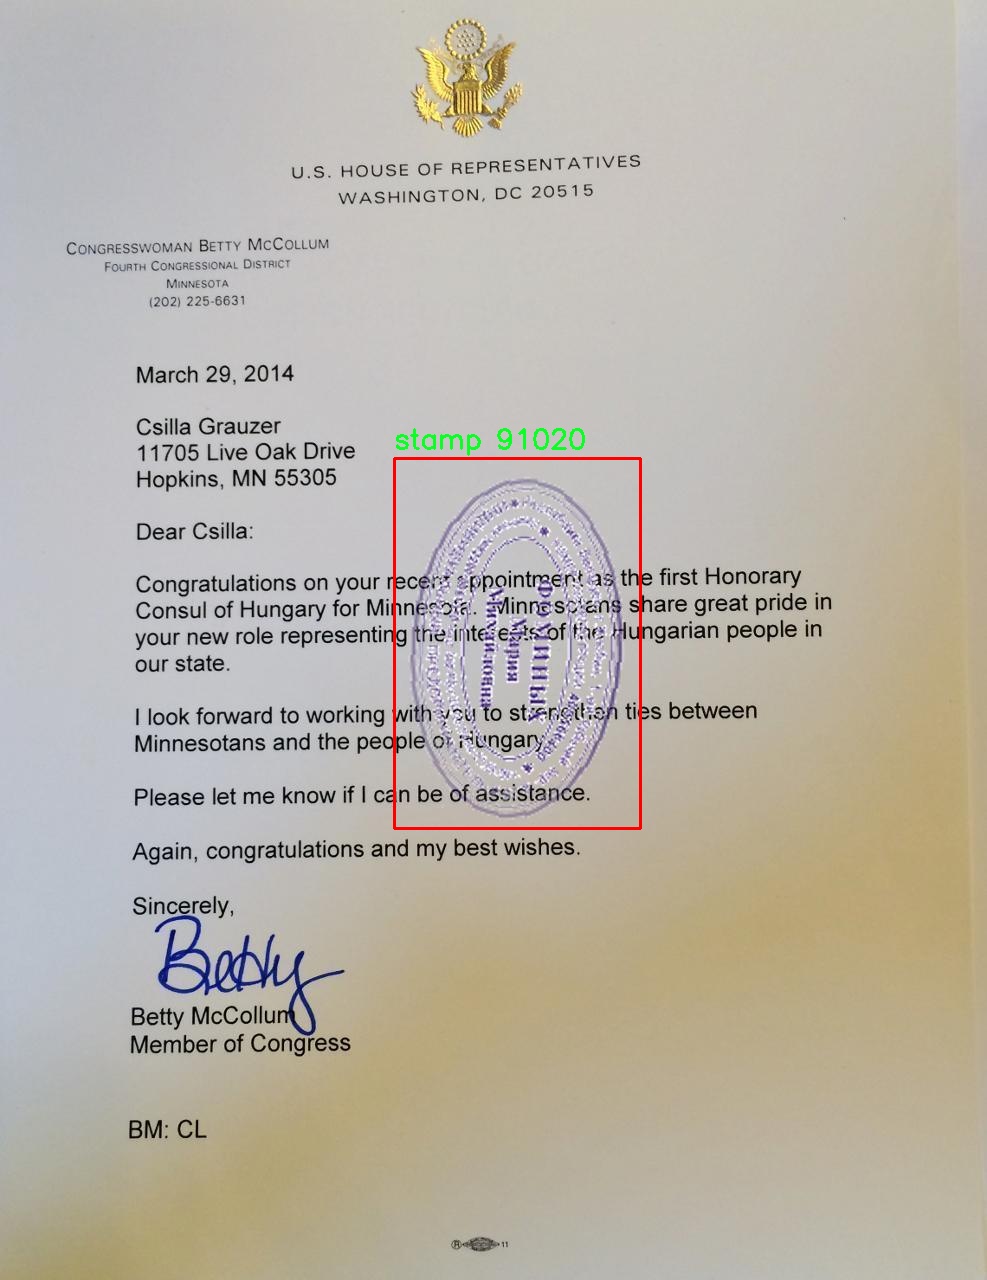 U.S. HOUSE OF REPRESENTATIVES
WASHINGTON, DC 20515
CONGRESSWOMAN BETTY MCCOLLUM
FOURTH CONGRESSIONAL DISTRICT
MINNESOTA
(202) 225-6631
March 29, 2014
Csilla Grauzer
11705 Live Oak Drive
Hopkins, MN 55305
stamp 91020
Dear Csilla:
Congratulations on your recent appointment as the first Honorary
Consul of Hungary for Minnesota. Minnesotans share great pride in
your new role representing the interests of the Hungarian people in
our state.
I look forward to working with you to strengthen ties between
Minnesotans and the people of Hungary.
Please let me know if I can be of assistance.
Again, congratulations and my best wishes.
Sincerely,
Betty
Betty McCollum
Member of Congress
BM: CL
ФОМИНЫХ
Мария
Михайловна
11